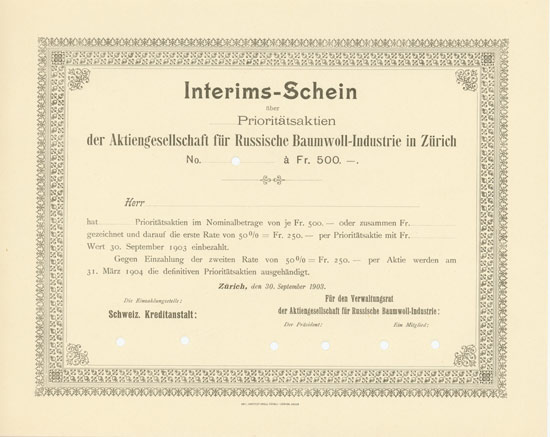 Interims-Schein
über
Prioritätsaktien
der Aktiengesellschaft für Russische Baumwoll-Industrie in Zürich
No. à Fr. 500. —.
Herr
hat Prioritätsaktien im Nominalbetrage von je Fr. 500. — oder zusammen Fr.
gezeichnet und darauf die erste Rate von 50% = Fr. 250. — per Prioritätsaktie mit Fr.
Wert 30. September 1903 einbezahlt.
Gegen Einzahlung der zweiten Rate von 50% = Fr. 250. — per Aktie werden am
31. März 1904 die definitiven Prioritätsaktien ausgehändigt.
Zürich, den 30. September 1903.
Die Einzahlungsstelle:
Schweiz. Kreditanstalt:
Für den Verwaltungsrat
der Aktiengesellschaft für Russische Baumwoll-Industrie:
Der Präsident:
Ein Mitglied: